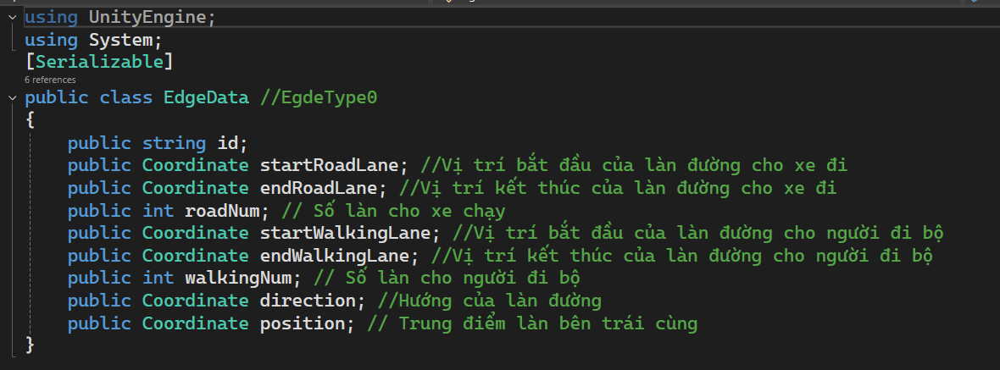 using UnityEngine;
using System;
[Serializable]
6 references
public class EdgeData //EgdeType0
{
public string id;
public Coordinate startRoadLane; //Vị trí bắt đầu của làn đường cho xe đi
public Coordinate endRoadLane; //Vị trí kết thúc của làn đường cho xe đi
public int roadNum; // Số làn cho xe chạy
public Coordinate startWalkingLane; //Vị trí bắt đầu của làn đường cho người đi bộ
public Coordinate endWalkingLane; //Vị trí kết thúc của làn đường cho người đi bộ
public int walkingNum; // Số làn cho người đi bộ
public Coordinate direction; //Hướng của làn đường
public Coordinate position; // Trung điểm làn bên trái cùng
}